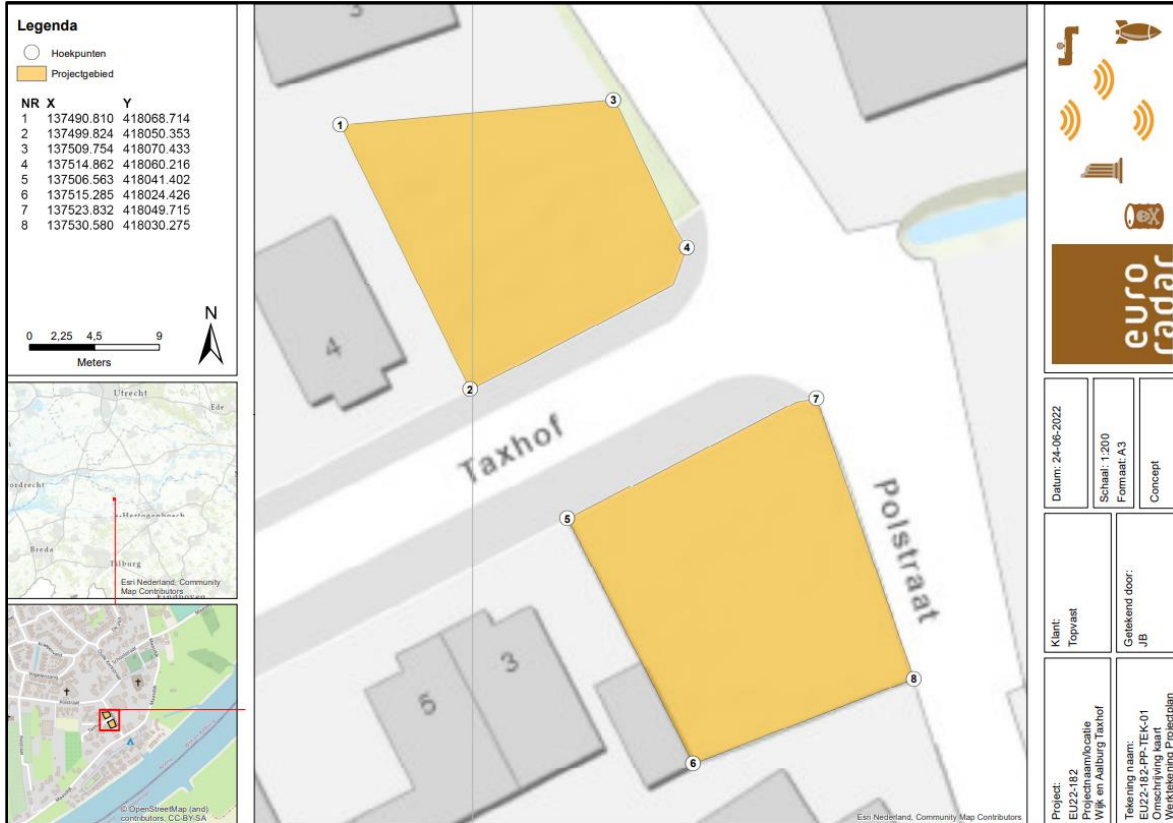 Legenda
Hoekpunten
Projectgebied
NR X Y
1 137490.810 418068.714
2 137499.824 418050.353
3 137509.754 418070.433
4 137514.862 418060.216
5 137506.563 418041.402
6 137515.285 418024.426
7 137523.832 418049.715
8 137530.580 418030.275
N
0 2,25 4,5 9
Meters
Utrecht
Ede
Breda
Tilburg
Esri Nederland, Community
Map Contributors
© OpenStreetMap (and)
contributors, CC-BY-SA
3
1
3
4
4
2
Taxhof
7
5
Polstraat
3
5
8
6
Esri Nederland, Community Map Contributors
euro
radar
Datum: 24-06-2022
Schaal: 1:200
Formaat: A3
Concept
Klant:
Topvast
Getekend door:
JB
Project:
EU22-182
Projectnaam/locatie
Wijk en Aalburg Taxhof
Tekening naam:
EU22-182-PP-TEK-01
Omschrijving kaart
Werktekening Projectplan